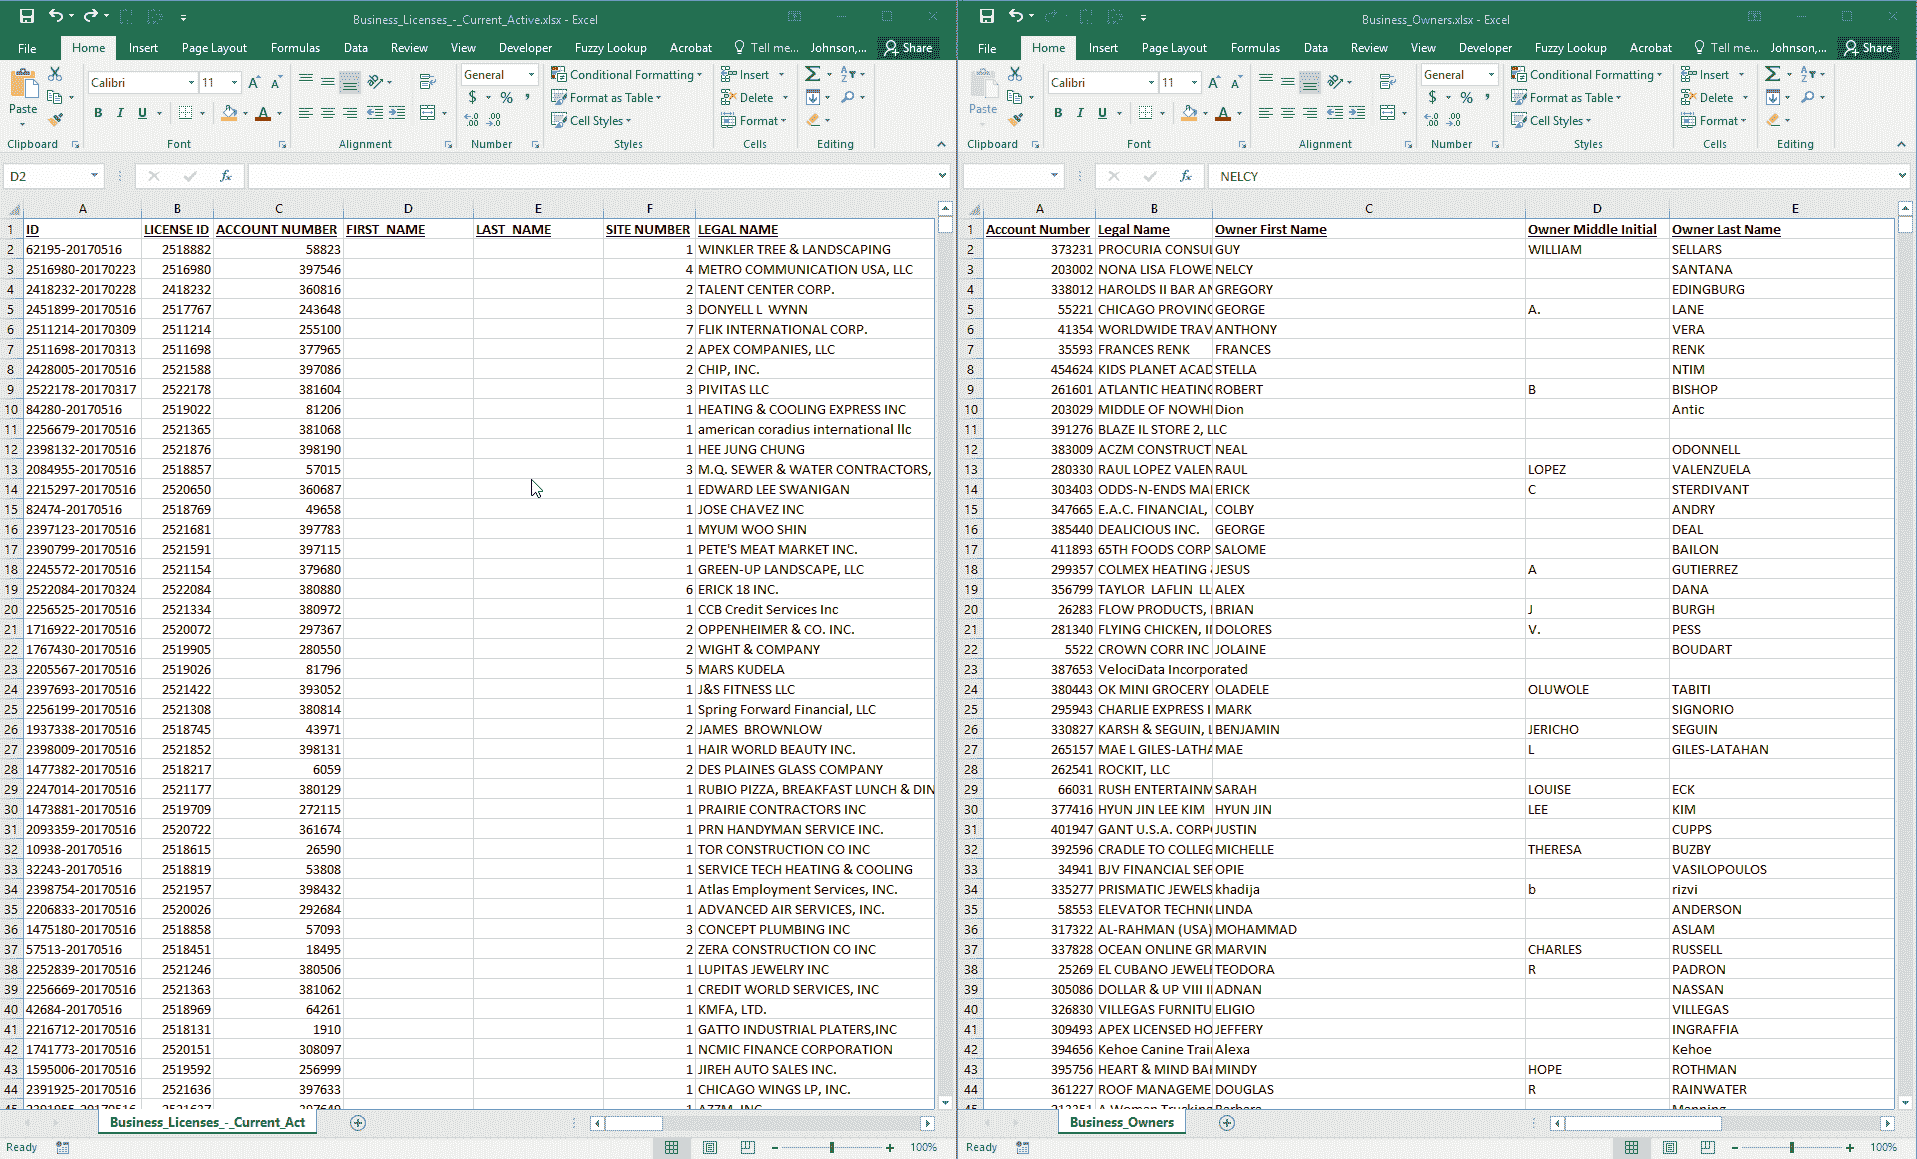 Business_Licenses_-_Current_Active.xlsx - Excel
File Home Insert Page Layout Formulas Data Review View Developer Fuzzy Lookup Acrobat Tell me... Johnson,... Share
Paste
Calibri 11
B I U
General
$ % ,
Conditional Formatting
Format as Table
Cell Styles
Insert
Delete
Format
Clipboard Font Alignment Number Styles Cells Editing
D2
fx
A B C D E F
1 ID LICENSE ID ACCOUNT NUMBER FIRST_NAME LAST_NAME SITE NUMBER LEGAL NAME
2 62195-20170516 2518882 58823 1 WINKLER TREE & LANDSCAPING
3 2516980-20170223 2516980 397546 4 METRO COMMUNICATION USA, LLC
4 2418232-20170228 2418232 360816 2 TALENT CENTER CORP.
5 2451899-20170516 2517767 243648 3 DONYELL L WYNN
6 2511214-20170309 2511214 255100 7 FLIK INTERNATIONAL CORP.
7 2511698-20170313 2511698 377965 2 APEX COMPANIES, LLC
8 2428005-20170516 2521588 397086 2 CHIP, INC.
9 2522178-20170317 2522178 381604 3 PIVITAS LLC
10 84280-20170516 2519022 81206 1 HEATING & COOLING EXPRESS INC
11 2256679-20170516 2521365 381068 1 american coradius international llc
12 2398132-20170516 2521876 398190 1 HEE JUNG CHUNG
13 2084955-20170516 2518857 57015 3 M.Q. SEWER & WATER CONTRACTORS,
14 2215297-20170516 2520650 360687 1 EDWARD LEE SWANIGAN
15 82474-20170516 2518769 49658 1 JOSE CHAVEZ INC
16 2397123-20170516 2521681 397783 1 MYUM WOO SHIN
17 2390799-20170516 2521591 397115 1 PETE'S MEAT MARKET INC.
18 2245572-20170516 2521154 379680 1 GREEN-UP LANDSCAPE, LLC
19 2522084-20170324 2522084 380880 6 ERICK 18 INC.
20 2256525-20170516 2521334 380972 1 CCB Credit Services Inc
21 1716922-20170516 2520072 297367 2 OPPENHEIMER & CO. INC.
22 1767430-20170516 2519905 280550 2 WIGHT & COMPANY
23 2205567-20170516 2519026 81796 5 MARS KUDELA
24 2397693-20170516 2521422 393052 1 J&S FITNESS LLC
25 2256199-20170516 2521308 380814 1 Spring Forward Financial, LLC
26 1937338-20170516 2518745 43971 2 JAMES BROWNLOW
27 2398009-20170516 2521852 398131 1 HAIR WORLD BEAUTY INC.
28 1477382-20170516 2518217 6059 2 DES PLAINES GLASS COMPANY
29 2247014-20170516 2521177 380129 1 RUBIO PIZZA, BREAKFAST LUNCH & DIN
30 1473881-20170516 2519709 272115 1 PRAIRIE CONTRACTORS INC
31 2093359-20170516 2520722 361674 1 PRN HANDYMAN SERVICE INC.
32 10938-20170516 2518615 26590 1 TOR CONSTRUCTION CO INC
33 32243-20170516 2518819 53808 1 SERVICE TECH HEATING & COOLING
34 2398754-20170516 2521957 398432 1 Atlas Employment Services, INC.
35 2206833-20170516 2520026 292684 1 ADVANCED AIR SERVICES, INC.
36 1475180-20170516 2518858 57093 3 CONCEPT PLUMBING INC
37 57513-20170516 2518451 18495 2 ZERA CONSTRUCTION CO INC
38 2252839-20170516 2521246 380506 1 LUPITAS JEWELRY INC
39 2256669-20170516 2521363 381062 1 CREDIT WORLD SERVICES, INC
40 42684-20170516 2518969 64261 1 KMFA, LTD.
41 2216712-20170516 2518131 1910 1 GATTO INDUSTRIAL PLATERS,INC
42 1741773-20170516 2520151 308097 1 NCMIC FINANCE CORPORATION
43 1595006-20170516 2519592 256999 1 JIREH AUTO SALES INC.
44 2391925-20170516 2521636 397633 1 CHICAGO WINGS LP, INC.
Business_Licenses_-_Current_Act
Ready 100%
Business_Owners.xlsx - Excel
File Home Insert Page Layout Formulas Data Review View Developer Fuzzy Lookup Acrobat Tell me... Johnson,... Share
Paste
Calibri 11
B I U
General
$ % ,
Conditional Formatting
Format as Table
Cell Styles
Insert
Delete
Format
Clipboard Font Alignment Number Styles Cells Editing
fx NELCY
A B C D E
1 Account Number Legal Name Owner First Name Owner Middle Initial Owner Last Name
2 373231 PROCURIA CONSUL GUY WILLIAM SELLARS
3 203002 NONA LISA FLOWE NELCY SANTANA
4 338012 HAROLDS II BAR AN GREGORY EDINGBURG
5 55221 CHICAGO PROVINC GEORGE A. LANE
6 41354 WORLDWIDE TRAV ANTHONY VERA
7 35593 FRANCES RENK FRANCES RENK
8 454624 KIDS PLANET ACAD STELLA NTIM
9 261601 ATLANTIC HEATING ROBERT B BISHOP
10 203029 MIDDLE OF NOWH Dion Antic
11 391276 BLAZE IL STORE 2, LLC
12 383009 ACZM CONSTRUCT NEAL ODONNELL
13 280330 RAUL LOPEZ VALEN RAUL LOPEZ VALENZUELA
14 303403 ODDS-N-ENDS MA ERICK C STERDIVANT
15 347665 E.A.C. FINANCIAL, COLBY ANDRY
16 385440 DEALICIOUS INC. GEORGE DEAL
17 411893 65TH FOODS CORP SALOME BAILON
18 299357 COLMEX HEATING JESUS A GUTIERREZ
19 356799 TAYLOR LAFLIN LL ALEX DANA
20 26283 FLOW PRODUCTS, BRIAN J BURGH
21 281340 FLYING CHICKEN, I DOLORES V. PESS
22 5522 CROWN CORR INC JOLAINE BOUDART
23 387653 VelociData Incorporated
24 380443 OK MINI GROCERY OLADELE OLUWOLE TABITI
25 295943 CHARLIE EXPRESS I MARK SIGNORIO
26 330827 KARSH & SEGUIN, L BENJAMIN JERICHO SEGUIN
27 265157 MAE L GILES-LATHA MAE L GILES-LATAHAN
28 262541 ROCKIT, LLC
29 66031 RUSH ENTERTAINM SARAH LOUISE ECK
30 377416 HYUN JIN LEE KIM HYUN JIN LEE KIM
31 401947 GANT U.S.A. CORP JUSTIN CUPPS
32 392596 CRADLE TO COLLEG MICHELLE THERESA BUZBY
33 34941 BJV FINANCIAL SER OPIE VASILOPOULOS
34 335277 PRISMATIC JEWELS khadija b rizvi
35 58553 ELEVATOR TECHNI LINDA ANDERSON
36 317322 AL-RAHMAN (USA) MOHAMMAD ASLAM
37 337828 OCEAN ONLINE GR MARVIN CHARLES RUSSELL
38 25269 EL CUBANO JEWEL TEODORA R PADRON
39 305086 DOLLAR & UP VIII I ADNAN NASSAN
40 326830 VILLEGAS FURNITU ELIGIO VILLEGAS
41 309493 APEX LICENSED HO JEFFERY INGRAFFIA
42 394656 Kehoe Canine Trai Alexa Kehoe
43 395756 HEART & MIND BA MINDY HOPE ROTHMAN
44 361227 ROOF MANAGEME DOUGLAS R RAINWATER
Business_Owners
Ready 100%